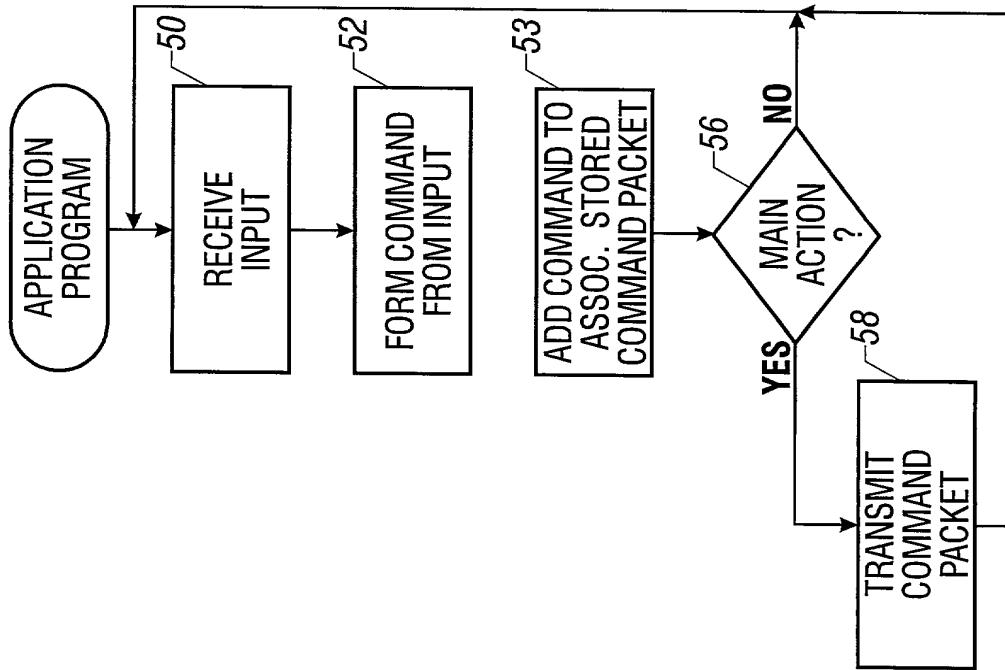 APPLICATION
PROGRAM
50
RECEIVE
INPUT
52
FORM COMMAND
FROM INPUT
53
ADD COMMAND TO
ASSOC. STORED
COMMAND PACKET
56
MAIN
ACTION
?
YES
NO
58
TRANSMIT
COMMAND
PACKET